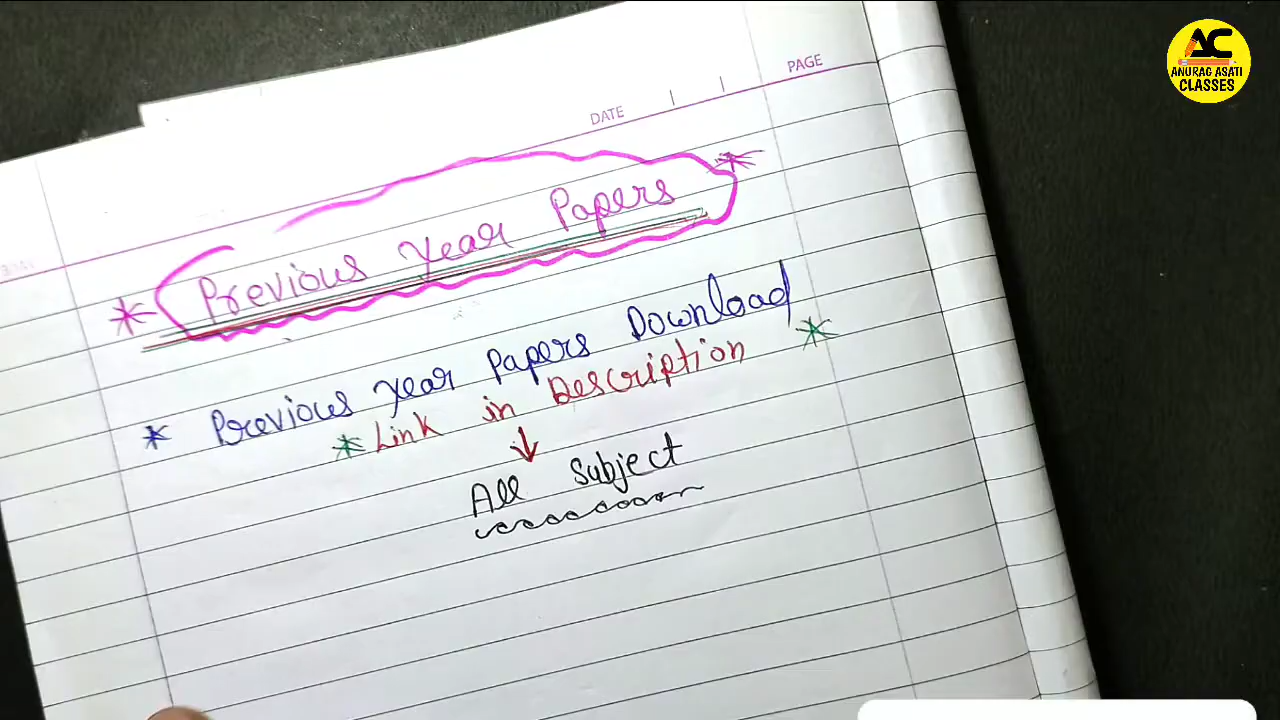 AC
ANURAG ASATI
CLASSES
DATE
PAGE
* Previous Year Papers *
* Previous Year Papers Download
* Link in Description *
All Subject